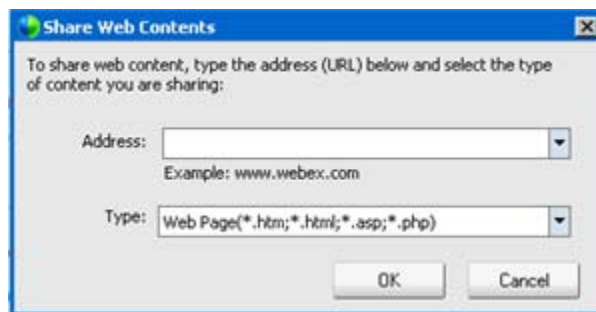 Share Web Contents
To share web content, type the address (URL) below and select the type
of content you are sharing:
Address:
Example: www.webex.com
Type: Web Page(*.htm;*.html;*.asp;*.php)
OK Cancel